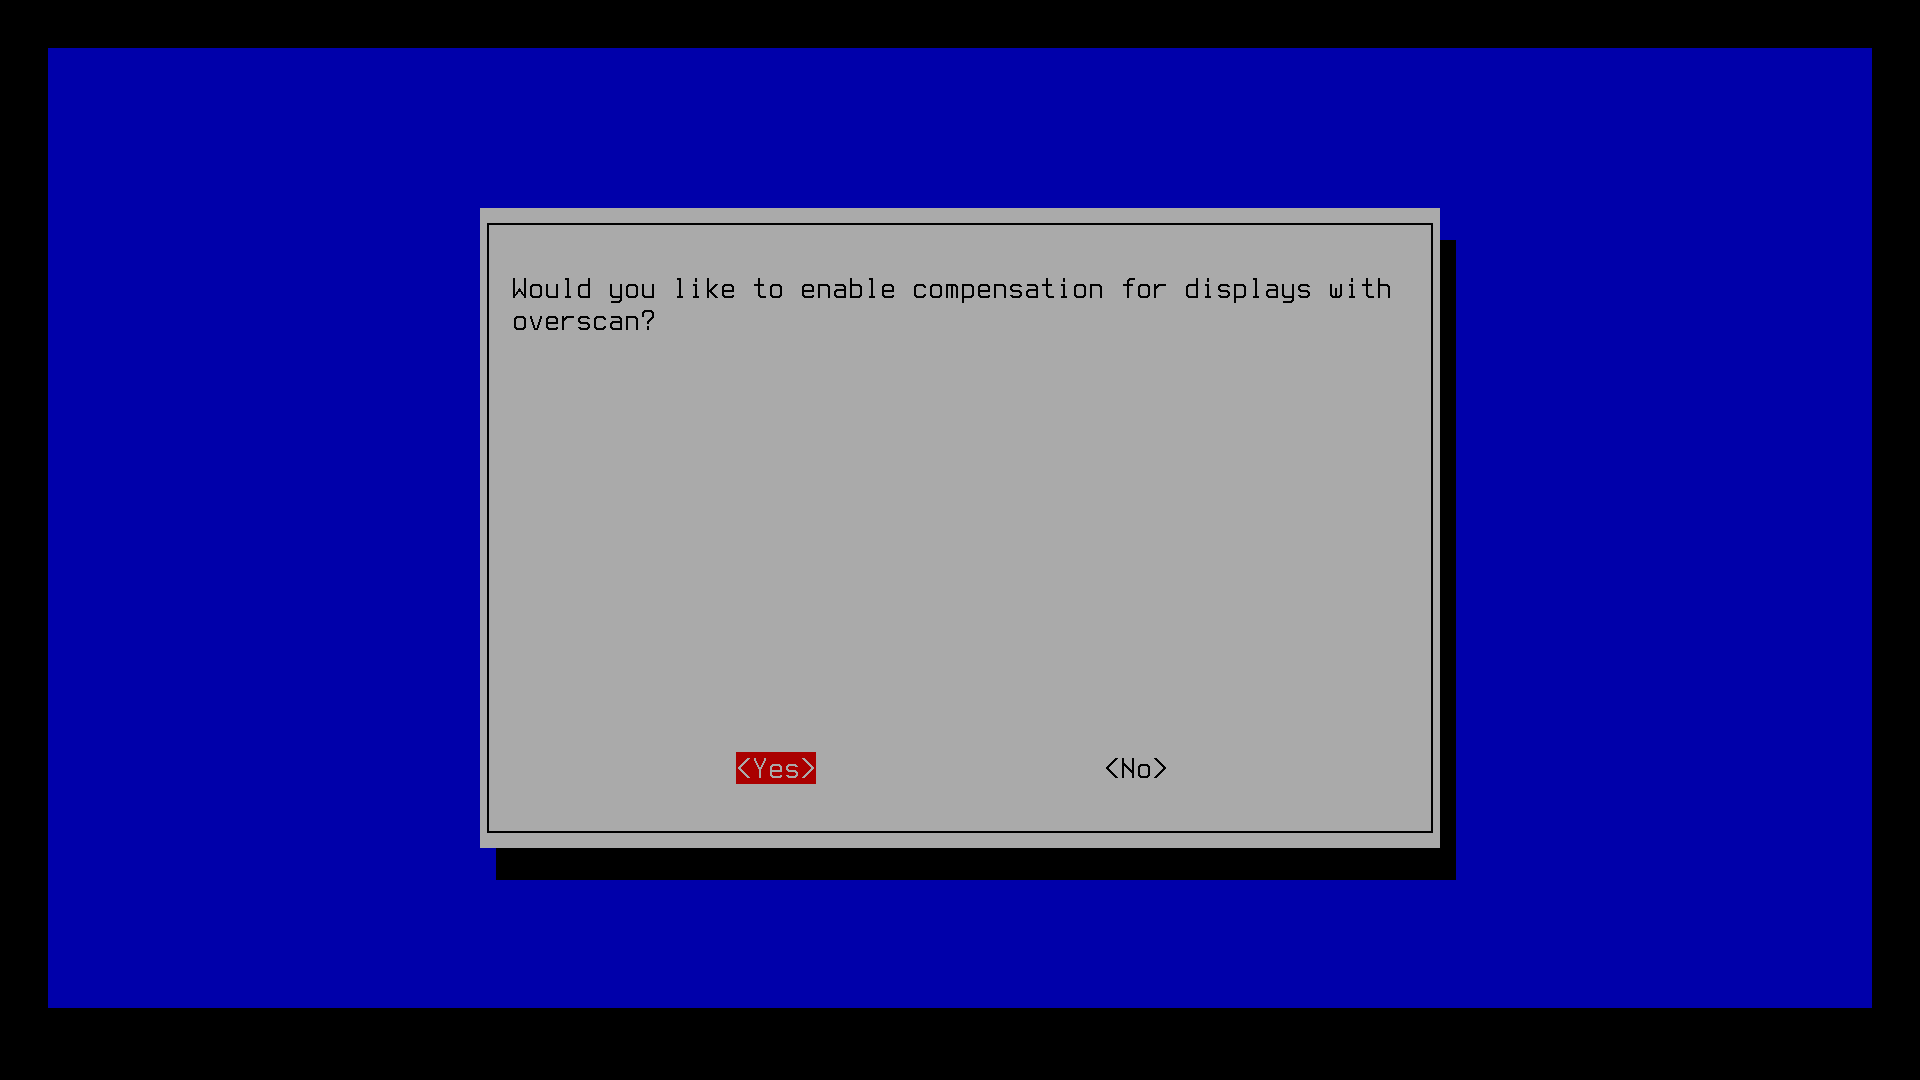 Would you like to enable compensation for displays with
overscan?
<Yes> <No>